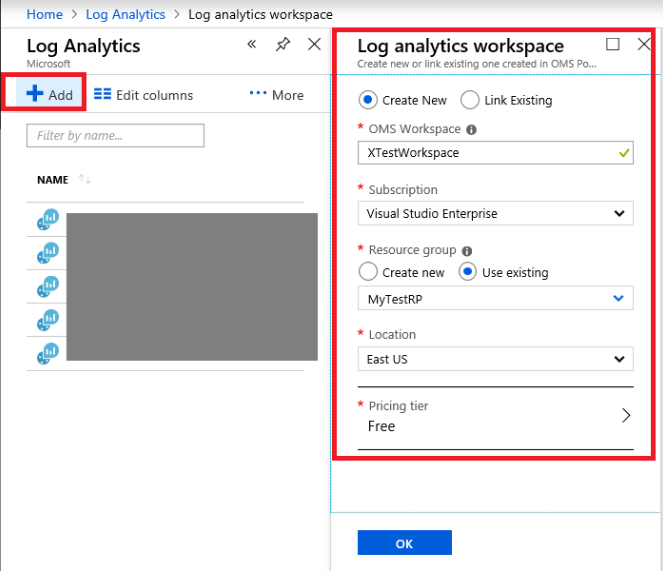 Home > Log Analytics > Log analytics workspace
Log Analytics
Microsoft
Add
Edit columns
More
Filter by name...
NAME
Log analytics workspace
Create new or link existing one created in OMS Po...
Create New
Link Existing
* OMS Workspace
XTestWorkspace
* Subscription
Visual Studio Enterprise
* Resource group
Create new
Use existing
MyTestRP
* Location
East US
* Pricing tier
Free
OK